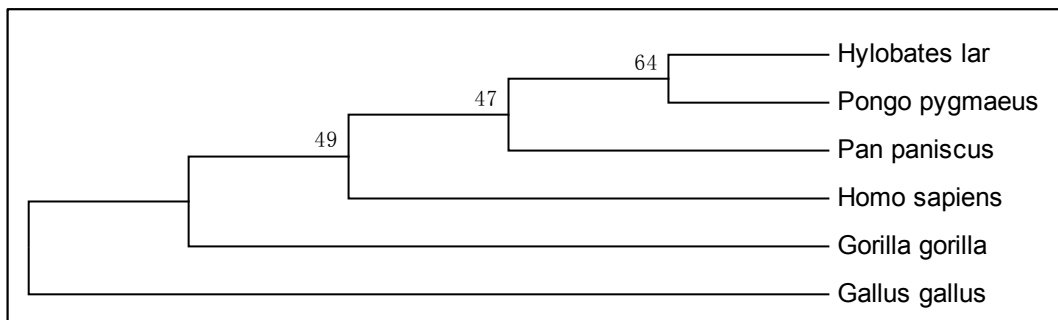 Hylobates lar
64
Pongo pygmaeus
47
Pan paniscus
49
Homo sapiens
Gorilla gorilla
Gallus gallus